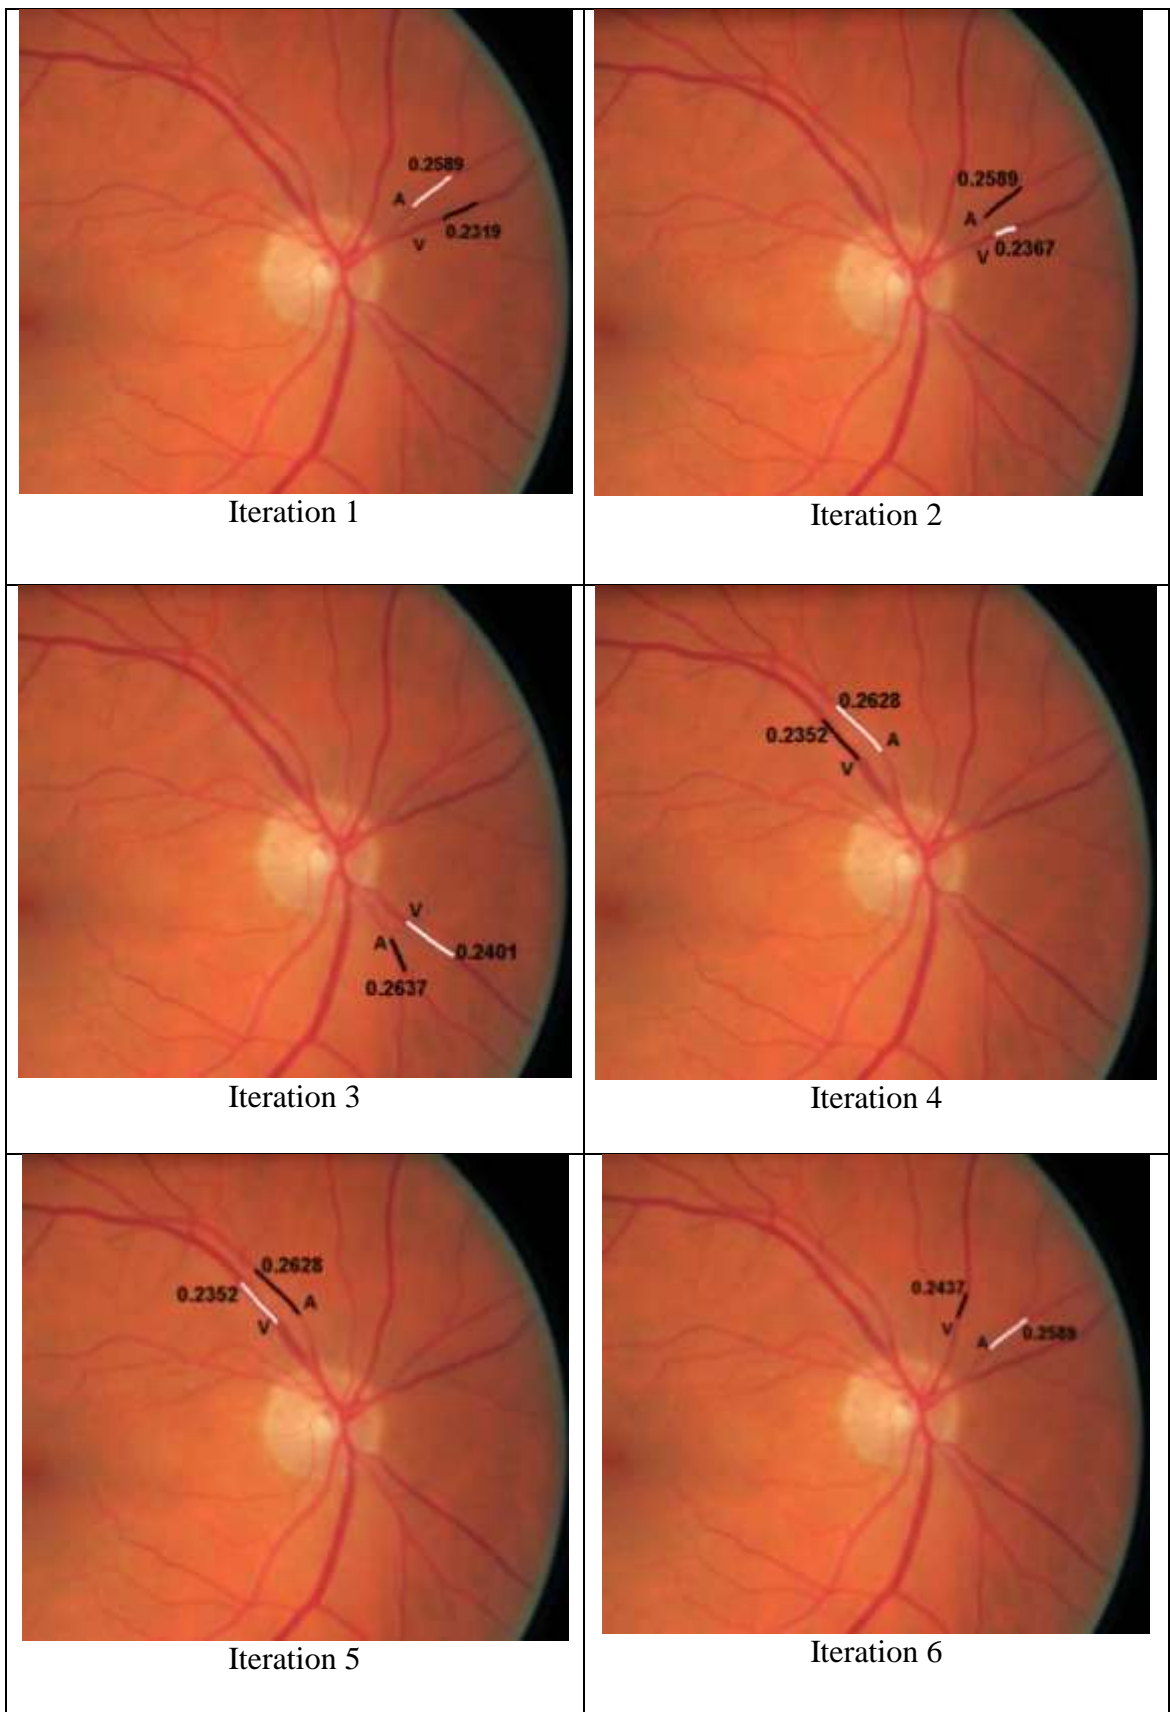 0.2589
A
0.2319
V
Iteration 1
0.2589
A
V 0.2367
Iteration 2
V
A
0.2401
0.2637
Iteration 3
0.2628
0.2352
A
V
Iteration 4
0.2628
0.2352
A
V
Iteration 5
0.2437
V
A
0.2589
Iteration 6